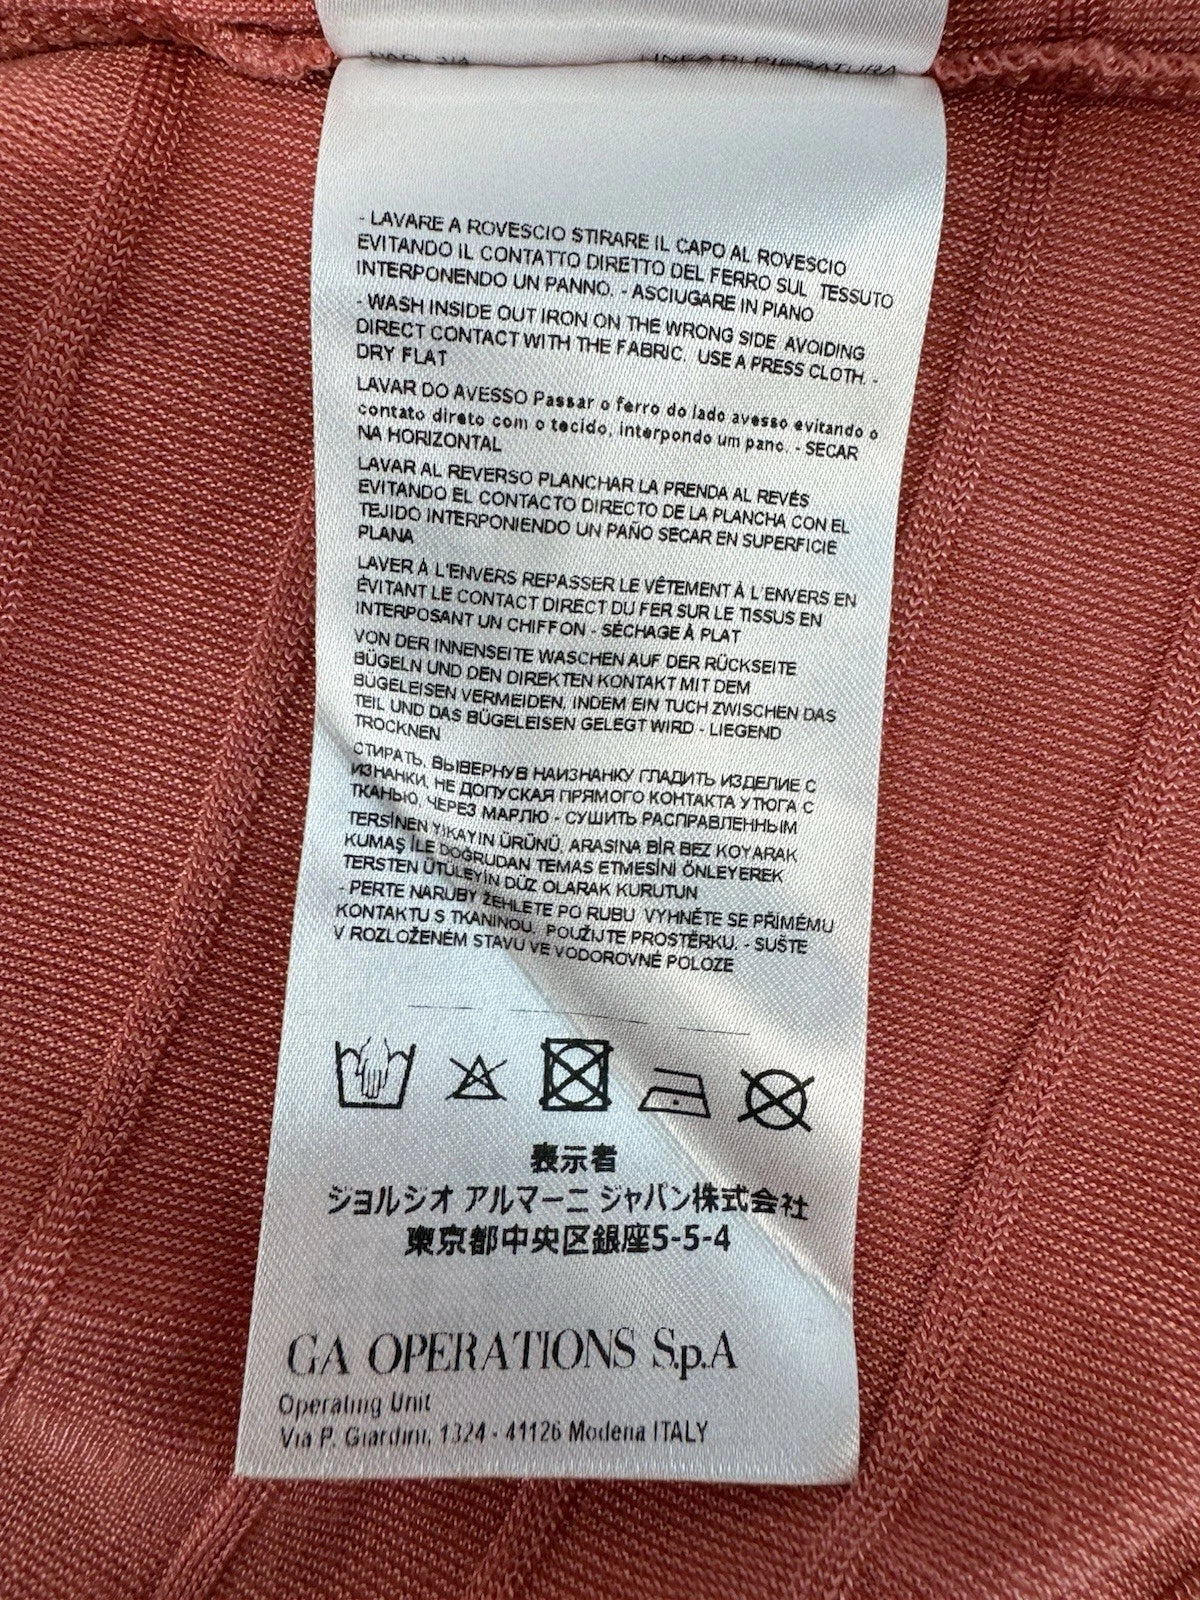 PAG. 3/4 LINEA DI PIEGATURA
- LAVARE A ROVESCIO STIRARE IL CAPO AL ROVESCIO
EVITANDO IL CONTATTO DIRETTO DEL FERRO SUL TESSUTO
INTERPONENDO UN PANNO. - ASCIUGARE IN PIANO
- WASH INSIDE OUT IRON ON THE WRONG SIDE AVOIDING
DIRECT CONTACT WITH THE FABRIC. USE A PRESS CLOTH. -
DRY FLAT
LAVAR DO AVESSO Passar o ferro do lado avesso evitando o
contato direto com o tecido, interpondo um pano. - SECAR
NA HORIZONTAL
LAVAR AL REVERSO PLANCHAR LA PRENDA AL REVÉS
EVITANDO EL CONTACTO DIRECTO DE LA PLANCHA CON EL
TEJIDO INTERPONIENDO UN PAÑO SECAR EN SUPERFICIE
PLANA
LAVER À L'ENVERS REPASSER LE VÊTEMENT À L'ENVERS EN
ÉVITANT LE CONTACT DIRECT DU FER SUR LE TISSUS EN
INTERPOSANT UN CHIFFON - SÉCHAGE À PLAT
VON DER INNENSEITE WASCHEN AUF DER RÜCKSEITE
BÜGELN UND DEN DIREKTEN KONTAKT MIT DEM
BÜGELEISEN VERMEIDEN, INDEM EIN TUCH ZWISCHEN DAS
TEIL UND DAS BÜGELEISEN GELEGT WIRD - LIEGEND
TROCKNEN
СТИРАТЬ, ВЫВЕРНУВ НАИЗНАНКУ ГЛАДИТЬ ИЗДЕЛИЕ С
ИЗНАНКИ, НЕ ДОПУСКАЯ ПРЯМОГО КОНТАКТА УТЮГА С
ТКАНЬЮ, ЧЕРЕЗ МАРЛЮ - СУШИТЬ РАСПРАВЛЕННЫМ
TERSİNEN YIKAYIN ÜRÜNÜ, ARASINA BİR BEZ KOYARAK
KUMAŞ İLE DOĞRUDAN TEMAS ETMESİNİ ÖNLEYEREK
TERSTEN ÜTÜLEYİN DÜZ OLARAK KURUTUN
- PERTE NARUBY ŽEHLETE PO RUBU VYHNĚTE SE PŘÍMÉMU
KONTAKTU S TKANINOU, POUŽIJTE PROSTĚRKU. - SUŠTE
V ROZLOŽENÉM STAVU VE VODOROVNÉ POLOZE
表示者
ジョルジオ アルマーニ ジャパン株式会社
東京都中央区銀座5-5-4
GA OPERATIONS S.p.A
Operating Unit
Via P. Giardini, 1324 - 41126 Modena ITALY